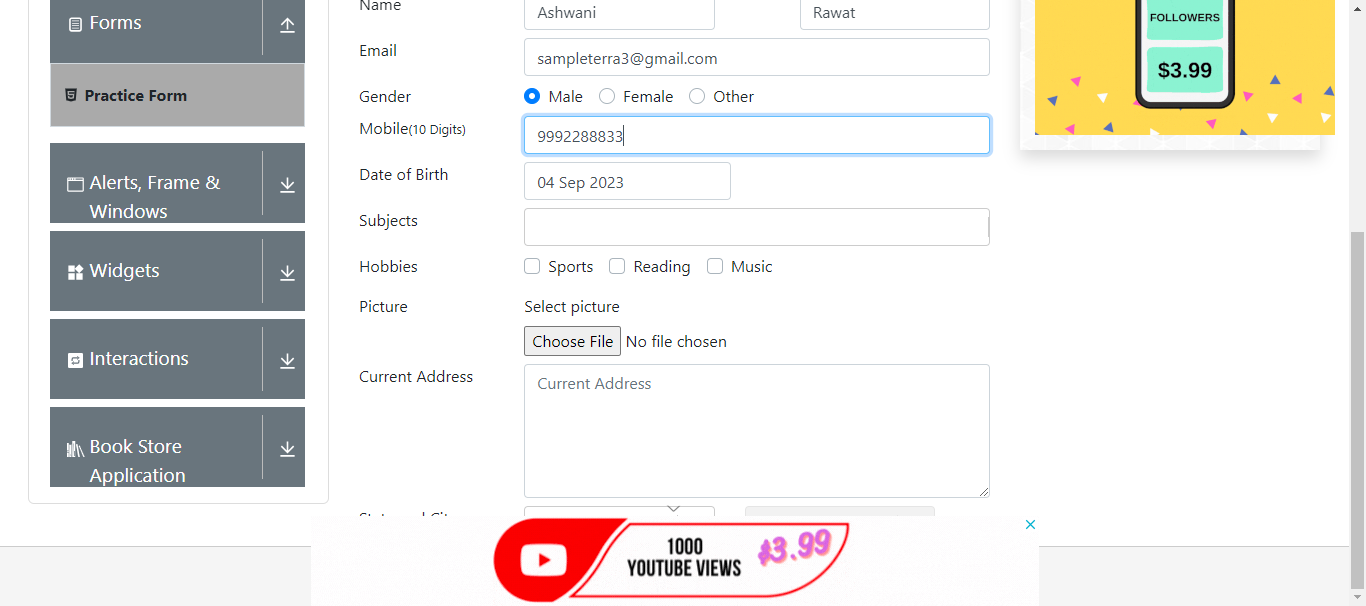 Forms
Practice Form
Alerts, Frame &
Windows
Widgets
Interactions
Book Store
Application
Name
Ashwani
Rawat
Email
sampleterra3@gmail.com
Gender
Male Female Other
Mobile(10 Digits)
9992288833
Date of Birth
04 Sep 2023
Subjects
Hobbies
Sports Reading Music
Picture
Select picture
Choose File No file chosen
Current Address
Current Address
FOLLOWERS
$3.99
1000
YOUTUBE VIEWS
$3.99